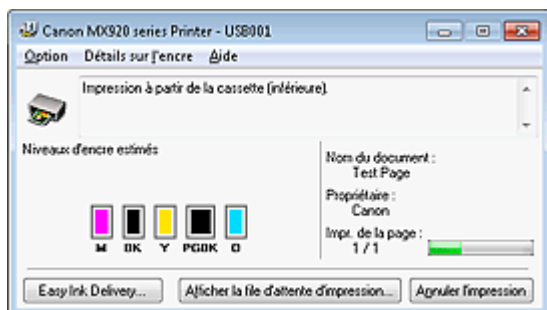 Canon MX920 series Printer - USB001
Option Détails sur l'encre Aide
Impression à partir de la cassette (inférieure).
Niveaux d'encre estimés
Nom du document :
Test Page
Propriétaire :
Canon
Impr. de la page :
1 / 1
M BK Y PGBK C
Easy Ink Delivery... Afficher la file d'attente d'impression... Annuler l'impression